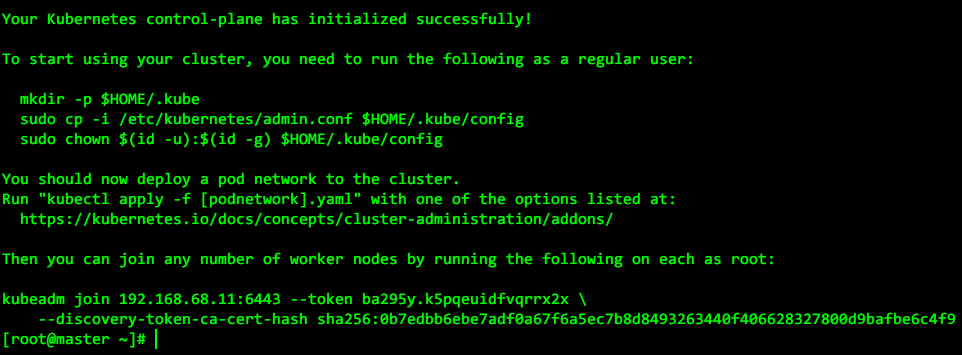 Your Kubernetes control-plane has initialized successfully!
To start using your cluster, you need to run the following as a regular user:
mkdir -p $HOME/.kube
sudo cp -i /etc/kubernetes/admin.conf $HOME/.kube/config
sudo chown $(id -u):$(id -g) $HOME/.kube/config
You should now deploy a pod network to the cluster.
Run "kubectl apply -f [podnetwork].yaml" with one of the options listed at:
https://kubernetes.io/docs/concepts/cluster-administration/addons/
Then you can join any number of worker nodes by running the following on each as root:
kubeadm join 192.168.68.11:6443 --token ba295y.k5pqeuidfvqrrx2x \
--discovery-token-ca-cert-hash sha256:0b7edbb6ebe7adf0a67f6a5ec7b8d8493263440f406628327800d9bafbe6c4f9
[root@master ~]#